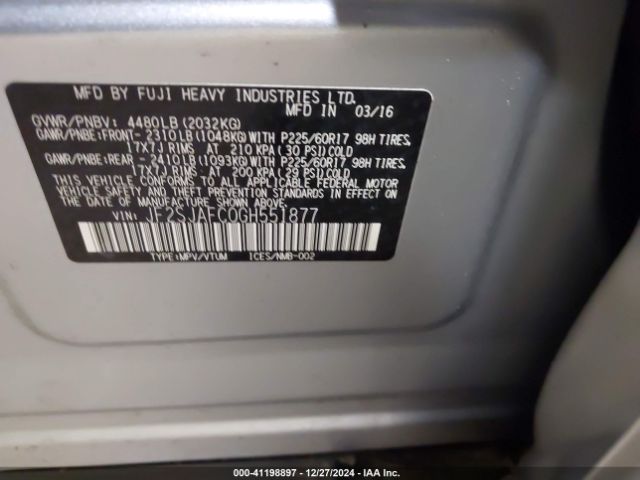 MFD BY FUJI HEAVY INDUSTRIES LTD.
MFD IN 03/16
GVWR/PNBV: 4480LB (2032KG)
GAWR/PNBE:FRONT- 2310LB (1048KG) WITH P225/60R17 98H TIRES,
17X7J RIMS AT 210 KPA (30 PSI) COLD
GAWR/PNBE:REAR - 2410LB (1093KG) WITH P225/60R17 98H TIRES,
17X7J RIMS AT 200 KPA (29 PSI) COLD
THIS VEHICLE CONFORMS TO ALL APPLICABLE FEDERAL MOTOR
VEHICLE SAFETY AND THEFT PREVENTION STANDARDS IN EFFECT ON
THE DATE OF MANUFACTURE SHOWN ABOVE.
VIN: JF2SJAFC0GH551877
TYPE:MPV/VTUM ICES/NMB-002
000-41198897 - 12/27/2024 - IAA Inc.